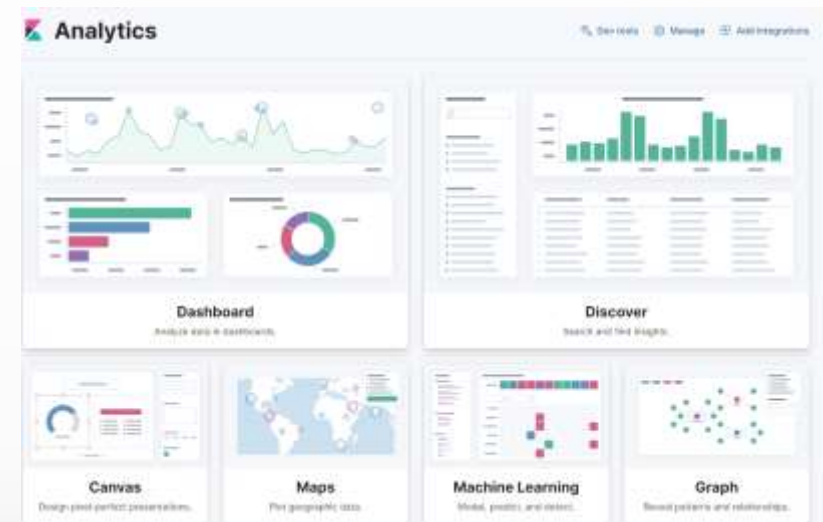 Analytics
Dev tools Manage Add integrations
Dashboard
Analyze data in dashboards.
Discover
Search and find insights.
Canvas
Design pixel-perfect presentations.
Maps
Plot geographic data.
Machine Learning
Model, predict, and detect.
Graph
Reveal patterns and relationships.